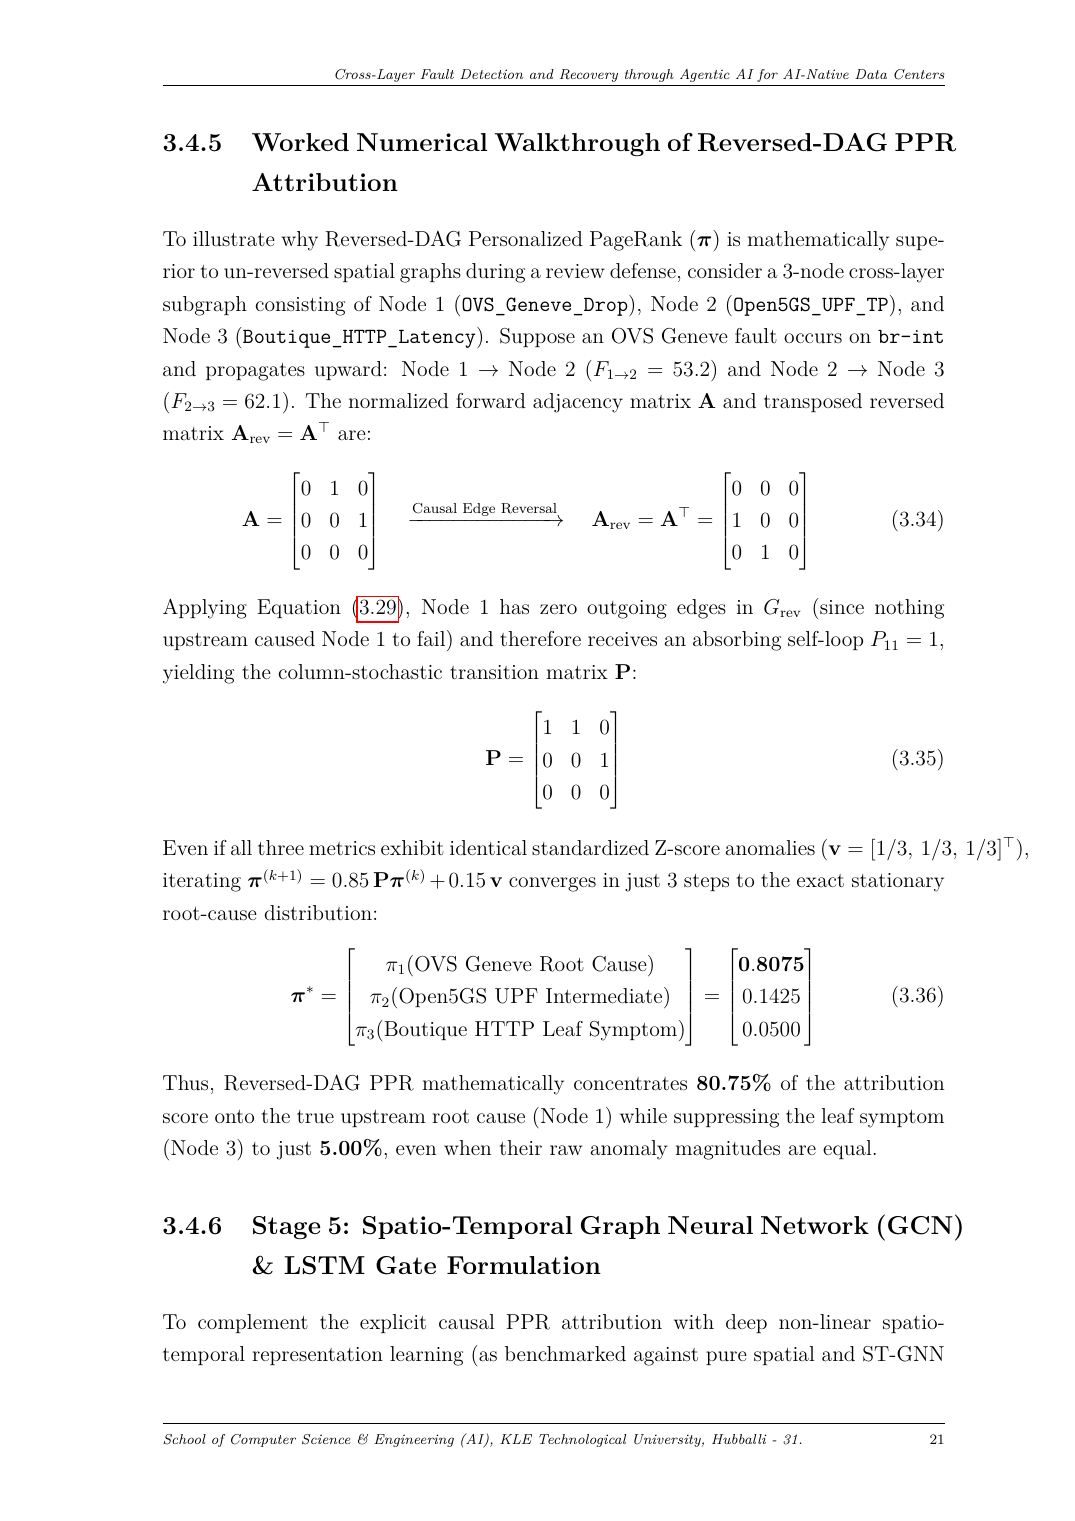 Cross-Layer Fault Detection and Recovery through Agentic AI for AI-Native Data Centers
3.4.5 Worked Numerical Walkthrough of Reversed-DAG PPR
Attribution
To illustrate why Reversed-DAG Personalized PageRank (π) is mathematically supe-
rior to un-reversed spatial graphs during a review defense, consider a 3-node cross-layer
subgraph consisting of Node 1 (OVS_Geneve_Drop), Node 2 (Open5GS_UPF_TP), and
Node 3 (Boutique_HTTP_Latency). Suppose an OVS Geneve fault occurs on br-int
and propagates upward: Node 1 → Node 2 (F1→2 = 53.2) and Node 2 → Node 3
(F2→3 = 62.1). The normalized forward adjacency matrix A and transposed reversed
matrix Arev = A⊤ are:
A = [0 1 0; 0 0 1; 0 0 0] Causal Edge Reversal → Arev = A⊤ = [0 0 0; 1 0 0; 0 1 0] (3.34)
Applying Equation (3.29), Node 1 has zero outgoing edges in Grev (since nothing
upstream caused Node 1 to fail) and therefore receives an absorbing self-loop P11 = 1,
yielding the column-stochastic transition matrix P:
P = [1 1 0; 0 0 1; 0 0 0] (3.35)
Even if all three metrics exhibit identical standardized Z-score anomalies (v = [1/3, 1/3, 1/3]⊤),
iterating π(k+1) = 0.85 Pπ(k) + 0.15 v converges in just 3 steps to the exact stationary
root-cause distribution:
π* = [π1(OVS Geneve Root Cause); π2(Open5GS UPF Intermediate); π3(Boutique HTTP Leaf Symptom)] = [0.8075; 0.1425; 0.0500] (3.36)
Thus, Reversed-DAG PPR mathematically concentrates 80.75% of the attribution
score onto the true upstream root cause (Node 1) while suppressing the leaf symptom
(Node 3) to just 5.00%, even when their raw anomaly magnitudes are equal.
3.4.6 Stage 5: Spatio-Temporal Graph Neural Network (GCN)
& LSTM Gate Formulation
To complement the explicit causal PPR attribution with deep non-linear spatio-
temporal representation learning (as benchmarked against pure spatial and ST-GNN
School of Computer Science & Engineering (AI), KLE Technological University, Hubballi - 31. 21